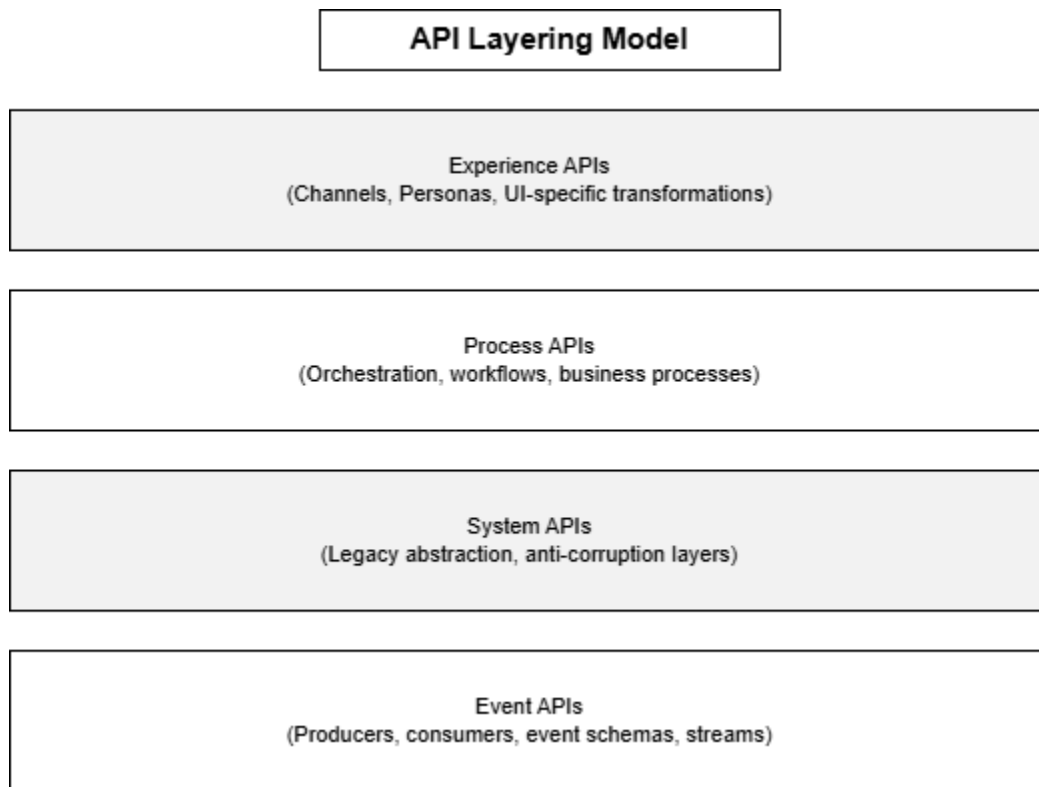 API Layering Model
Experience APIs
(Channels, Personas, UI-specific transformations)
Process APIs
(Orchestration, workflows, business processes)
System APIs
(Legacy abstraction, anti-corruption layers)
Event APIs
(Producers, consumers, event schemas, streams)